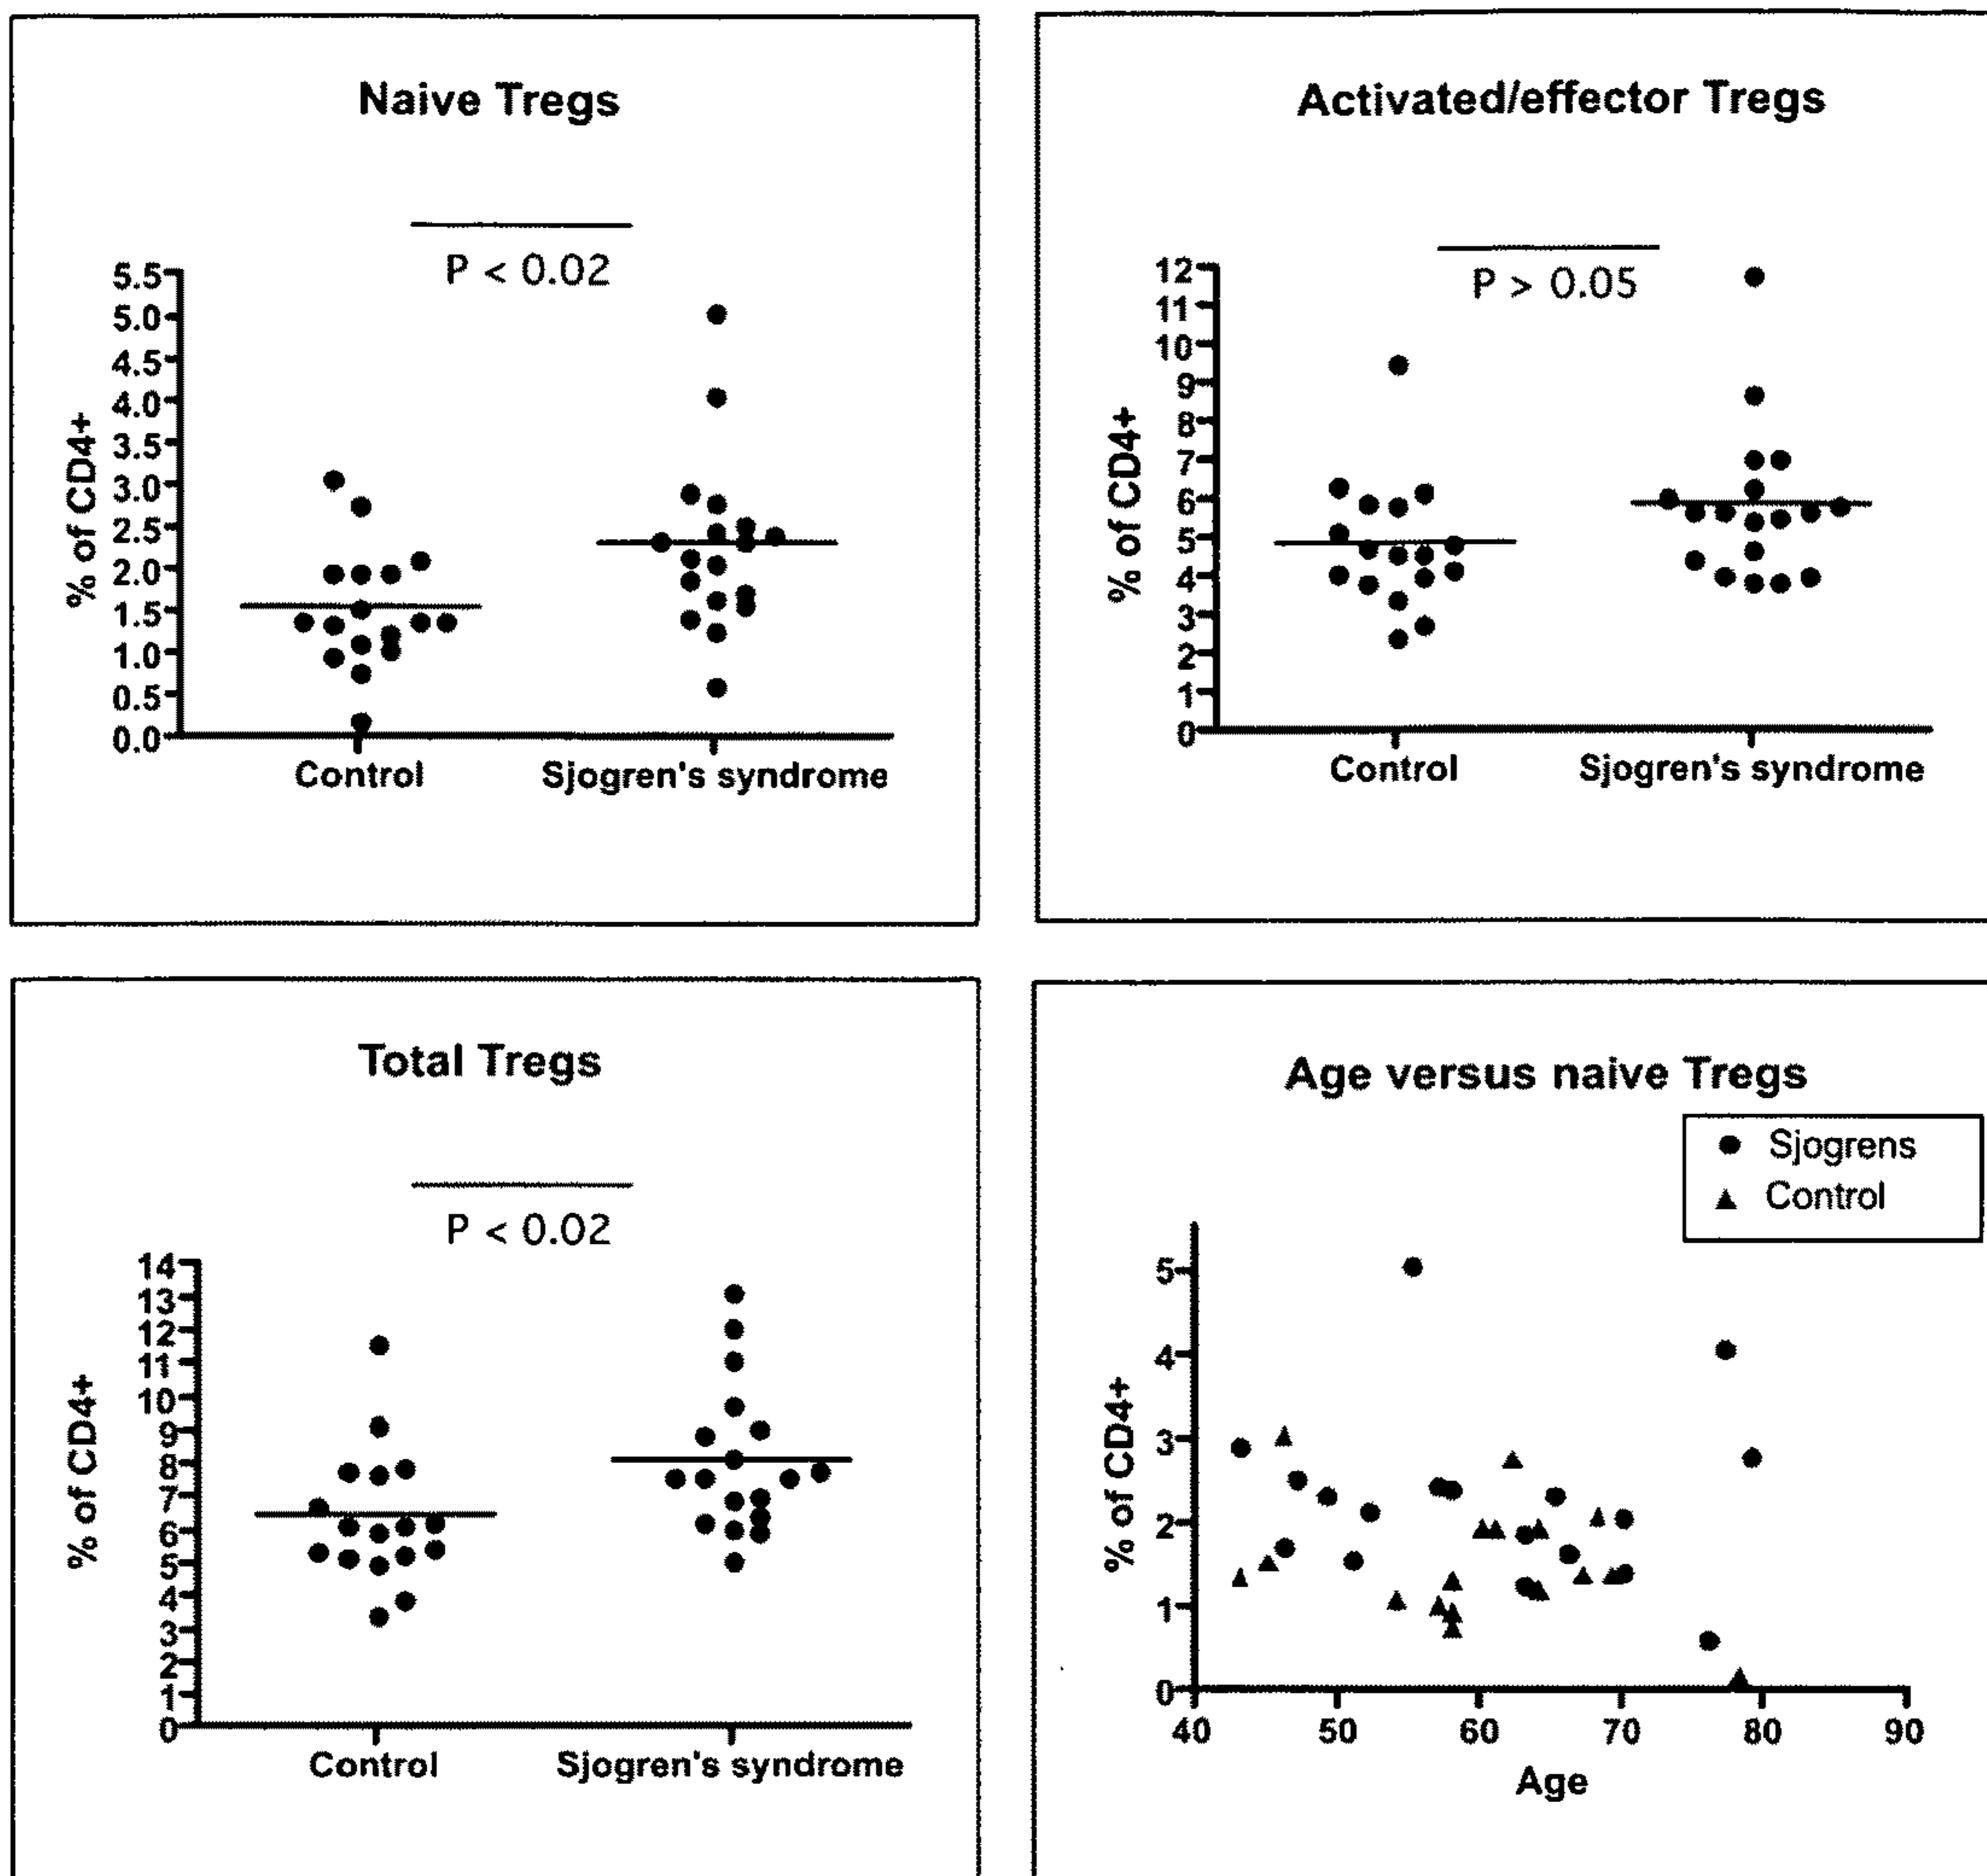 Naive Tregs
P < 0.02
5.5
5.0
4.5
4.0
3.5
3.0
2.5
2.0
1.5
1.0
0.5
0.0
% of CD4+
Control Sjogren's syndrome
Activated/effector Tregs
P > 0.05
12
11
10
9
8
7
6
5
4
3
2
1
0
% of CD4+
Control Sjogren's syndrome
Total Tregs
P < 0.02
14
13
12
11
10
9
8
7
6
5
4
3
2
1
0
% of CD4+
Control Sjogren's syndrome
Age versus naive Tregs
Sjogrens
Control
5
4
3
2
1
0
% of CD4+
40 50 60 70 80 90
Age